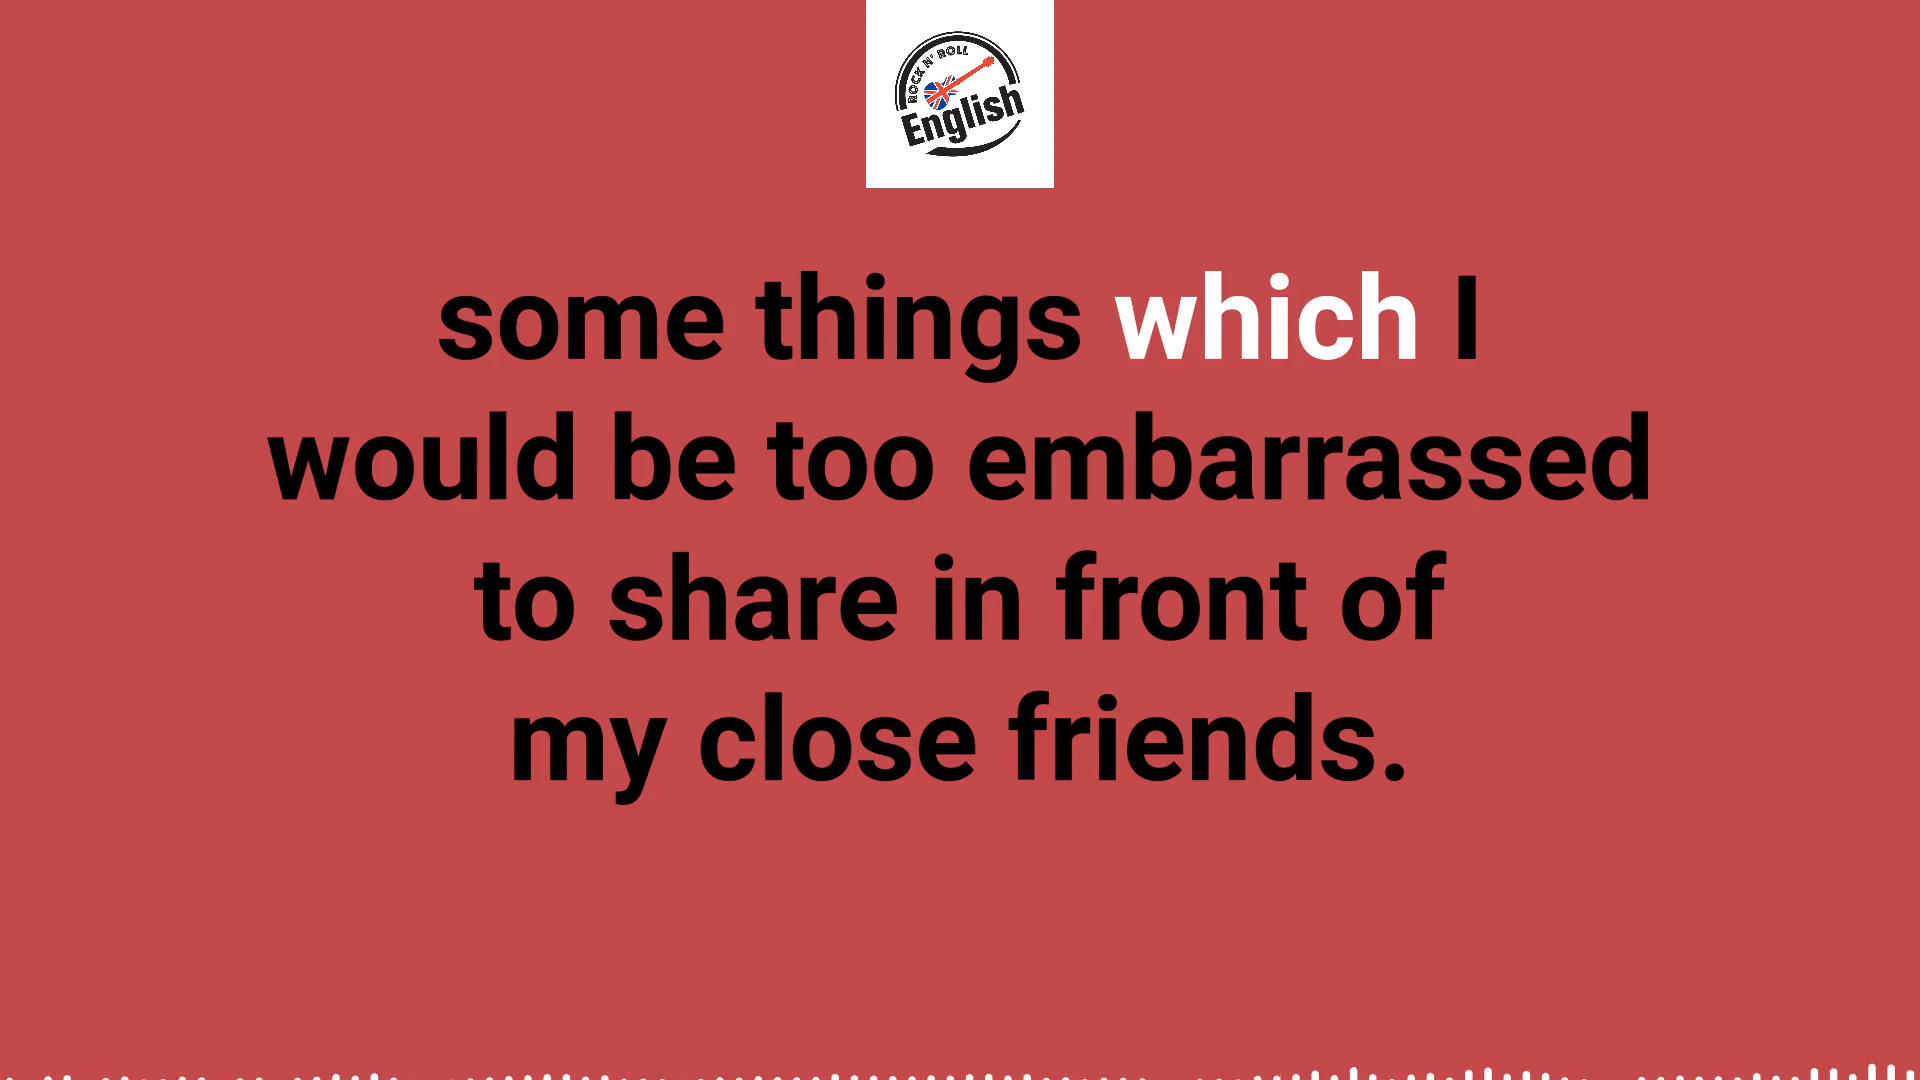 ROCK N' ROLL
English
some things which I
would be too embarrassed
to share in front of
my close friends.